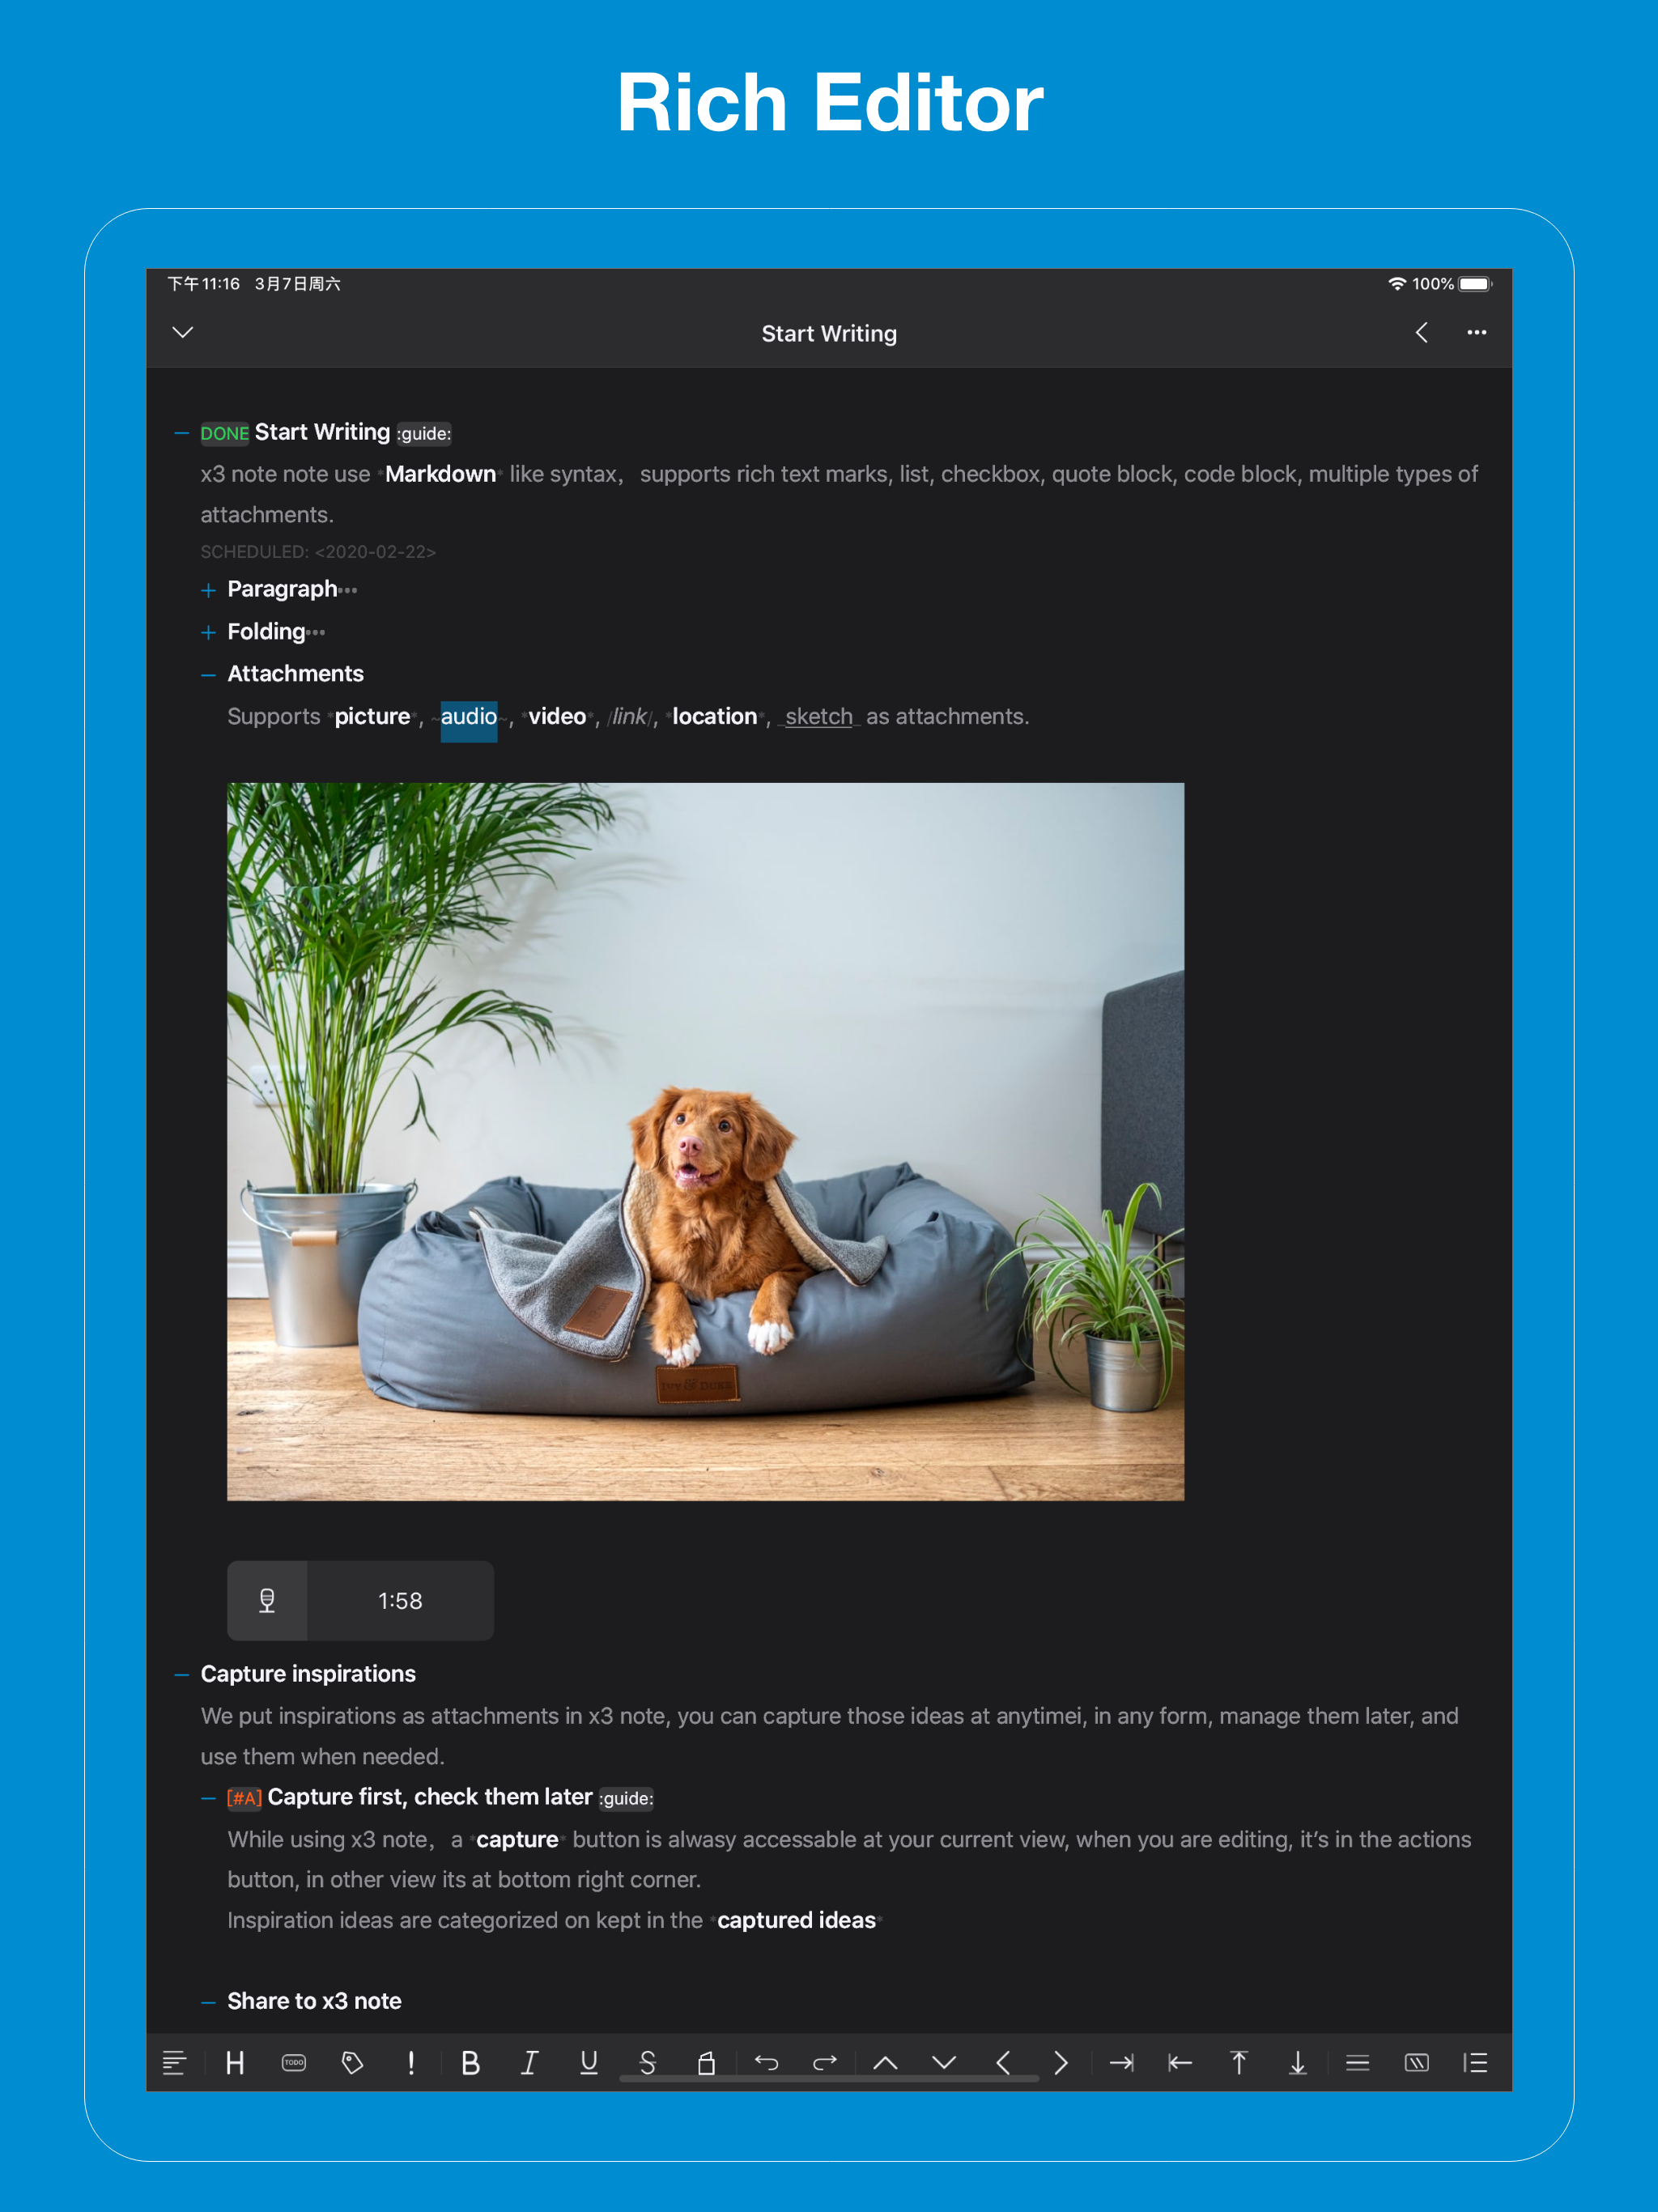 Rich Editor
下午11:16 3月7日周六
100%
Start Writing
DONE Start Writing :guide:
x3 note note use *Markdown* like syntax， supports rich text marks, list, checkbox, quote block, code block, multiple types of
attachments.
SCHEDULED: <2020-02-22>
+ Paragraph•••
+ Folding•••
– Attachments
Supports *picture*, ~audio~, *video*, /link/, *location*, _sketch_ as attachments.
IVY & DUKE
1:58
– Capture inspirations
We put inspirations as attachments in x3 note, you can capture those ideas at anytimei, in any form, manage them later, and
use them when needed.
– [#A] Capture first, check them later :guide:
While using x3 note， a *capture* button is alwasy accessable at your current view, when you are editing, it’s in the actions
button, in other view its at bottom right corner.
Inspiration ideas are categorized on kept in the *captured ideas*
– Share to x3 note
H TODO ! B I U S